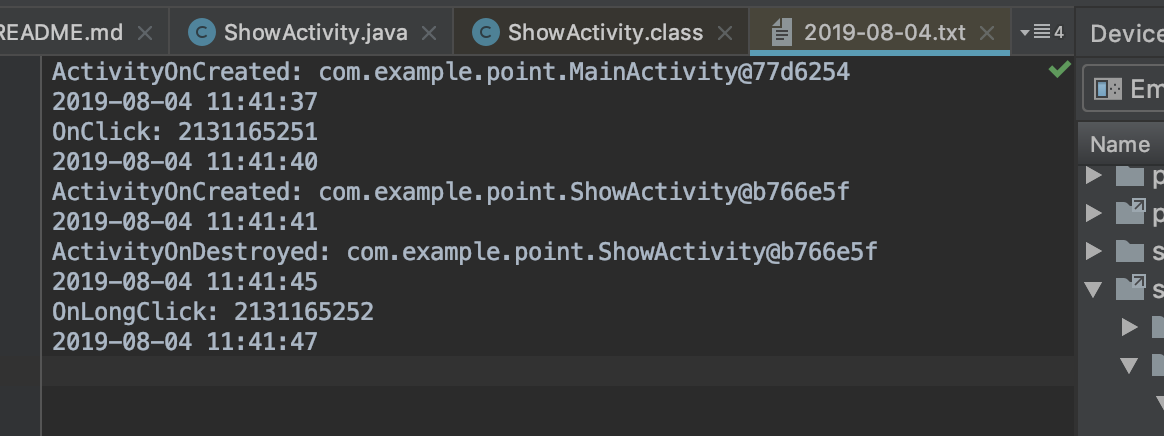 README.md
ShowActivity.java
ShowActivity.class
2019-08-04.txt
4
Device
ActivityOnCreated: com.example.point.MainActivity@77d6254
2019-08-04 11:41:37
OnClick: 2131165251
2019-08-04 11:41:40
ActivityOnCreated: com.example.point.ShowActivity@b766e5f
2019-08-04 11:41:41
ActivityOnDestroyed: com.example.point.ShowActivity@b766e5f
2019-08-04 11:41:45
OnLongClick: 2131165252
2019-08-04 11:41:47
Em
Name
p
p
s
s